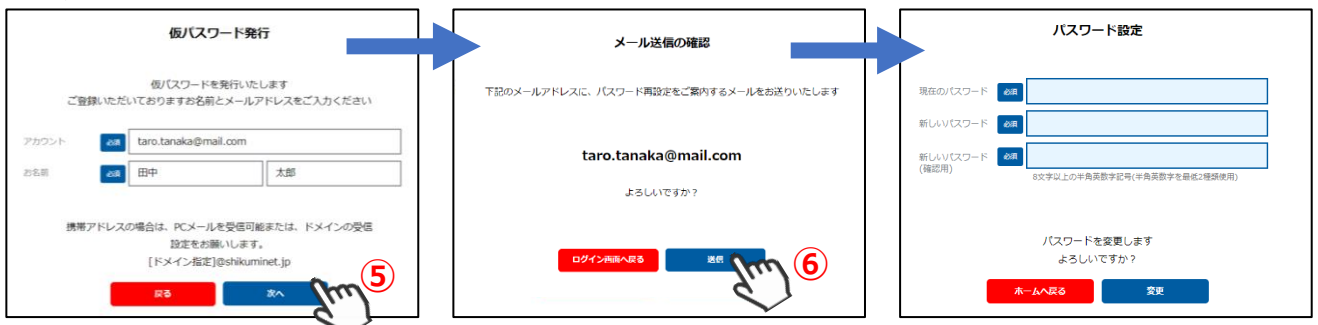 仮パスワード発行
仮パスワードを発行いたします
ご登録いただいておりますお名前とメールアドレスをご入力ください
アカウント 必須 taro.tanaka@mail.com
お名前 必須 田中 太郎
携帯アドレスの場合は、PCメールを受信可能または、ドメインの受信
設定をお願いします。
[ドメイン指定]@shikuminet.jp
戻る 次へ ⑤
メール送信の確認
下記のメールアドレスに、パスワード再設定をご案内するメールをお送りいたします
taro.tanaka@mail.com
よろしいですか？
ログイン画面へ戻る 送信 ⑥
パスワード設定
現在のパスワード 必須
新しいパスワード 必須
新しいパスワード 必須
(確認用)
8文字以上の半角英数字記号(半角英数字を最低2種類使用)
パスワードを変更します
よろしいですか？
ホームへ戻る 変更